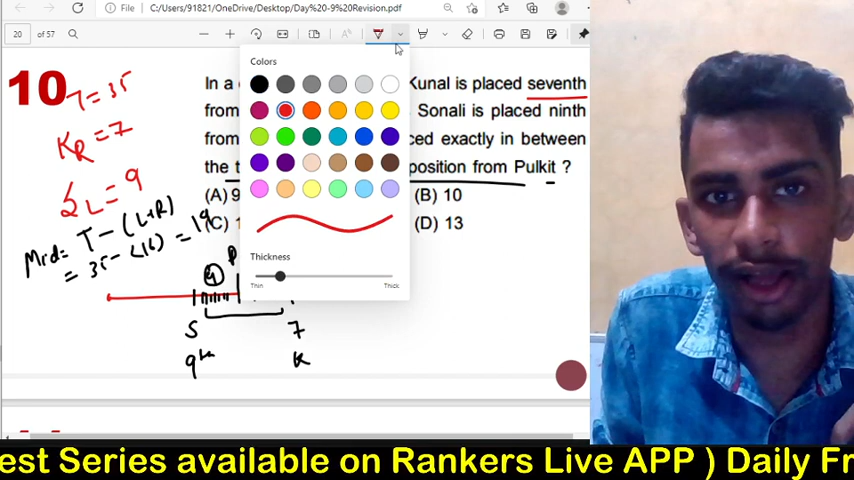 C:/Users/91821/OneDrive/Desktop/Day%20-9%20Revision.pdf
20 of 57
Colors
10
In a Kunal is placed seventh
from Sonali is placed ninth
from ced exactly in between
the t position from Pulkit ?
(A) 9 (B) 10
(C) 1 (D) 13
T = 35
KR = 7
SL = 9
Mid = T - (L+R)
= 35 - (16) = 19
P
9
S 7
9th K
Thickness
Thin Thick
est Series available on Rankers Live APP ) Daily Fr